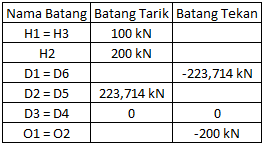 Nama Batang Batang Tarik Batang Tekan
H1 = H3 100 kN
H2 200 kN
D1 = D6 -223,714 kN
D2 = D5 223,714 kN
D3 = D4 0 0
O1 = O2 -200 kN